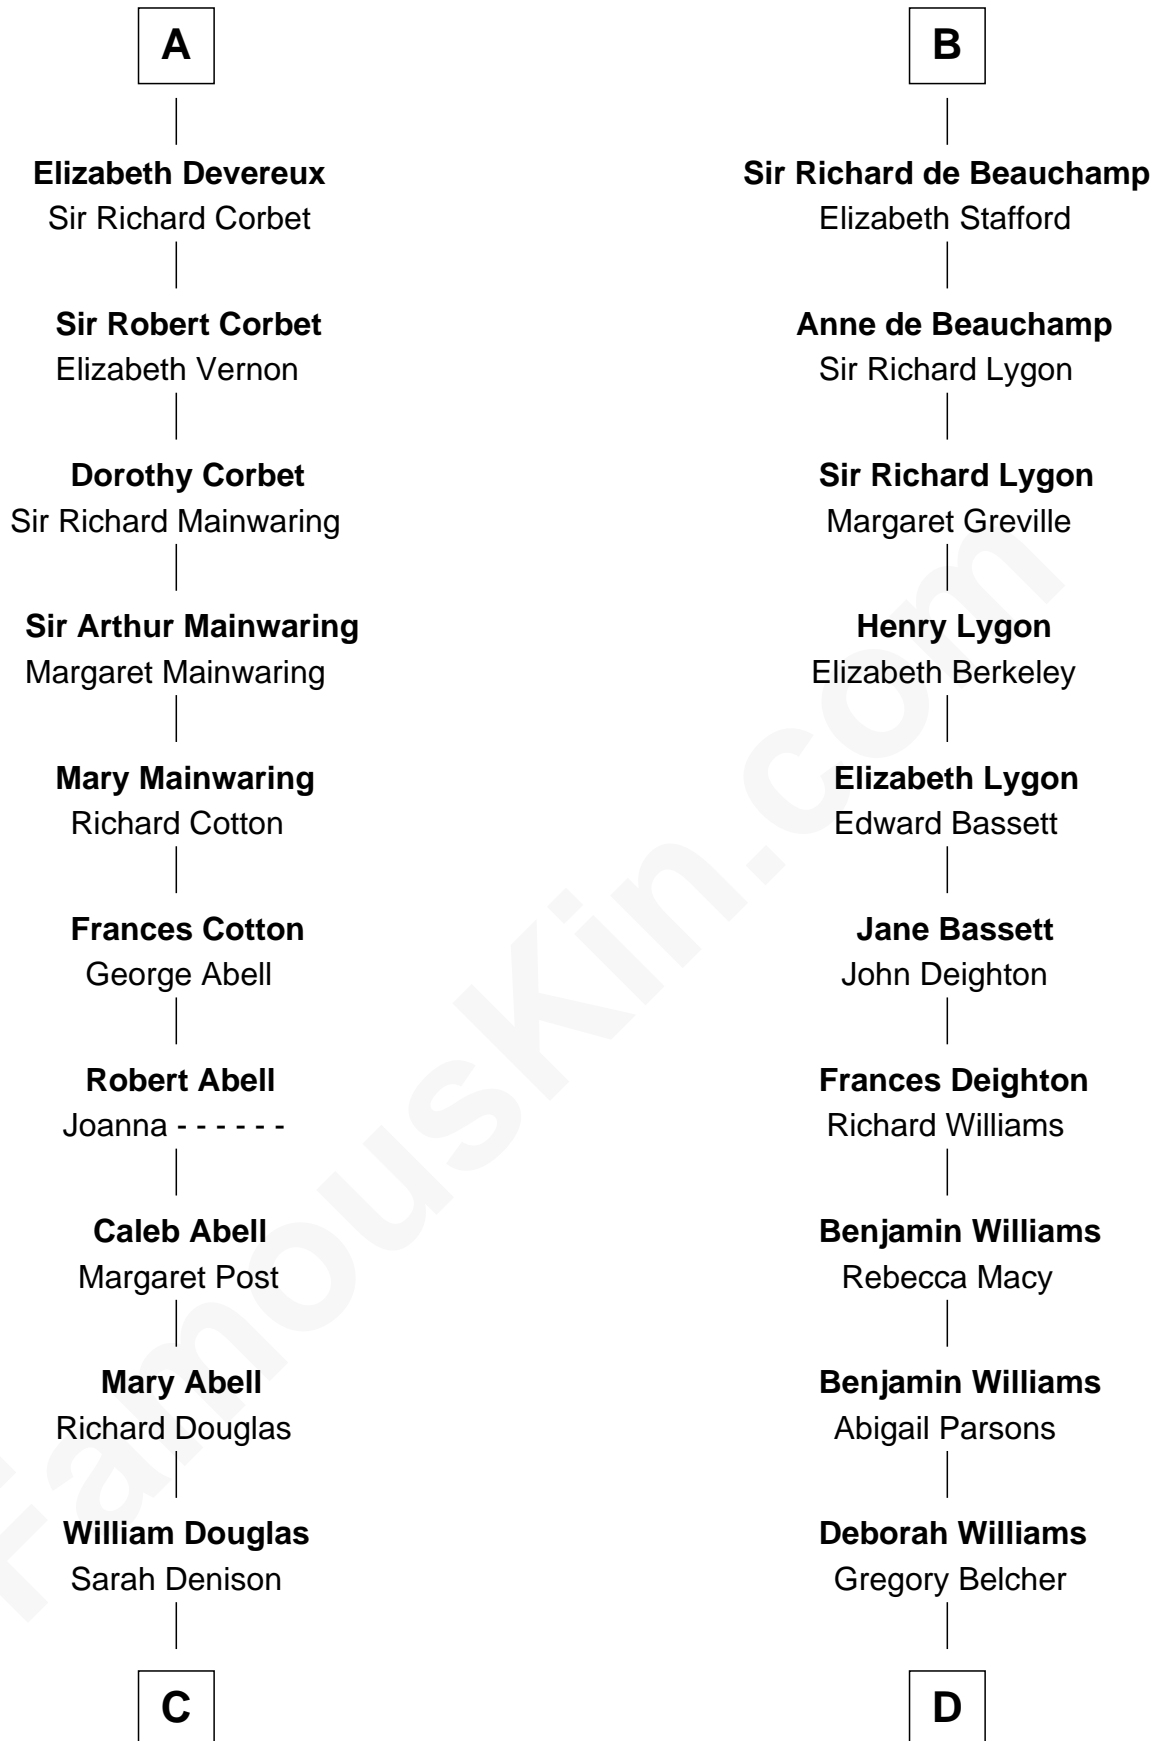 A
Elizabeth Devereux
Sir Richard Corbet
Sir Robert Corbet
Elizabeth Vernon
Dorothy Corbet
Sir Richard Mainwaring
Sir Arthur Mainwaring
Margaret Mainwaring
Mary Mainwaring
Richard Cotton
Frances Cotton
George Abell
Robert Abell
Joanna - - - - - -
Caleb Abell
Margaret Post
Mary Abell
Richard Douglas
William Douglas
Sarah Denison
C
B
Sir Richard de Beauchamp
Elizabeth Stafford
Anne de Beauchamp
Sir Richard Lygon
Sir Richard Lygon
Margaret Greville
Henry Lygon
Elizabeth Berkeley
Elizabeth Lygon
Edward Bassett
Jane Bassett
John Deighton
Frances Deighton
Richard Williams
Benjamin Williams
Rebecca Macy
Benjamin Williams
Abigail Parsons
Deborah Williams
Gregory Belcher
D
FamousKin.com